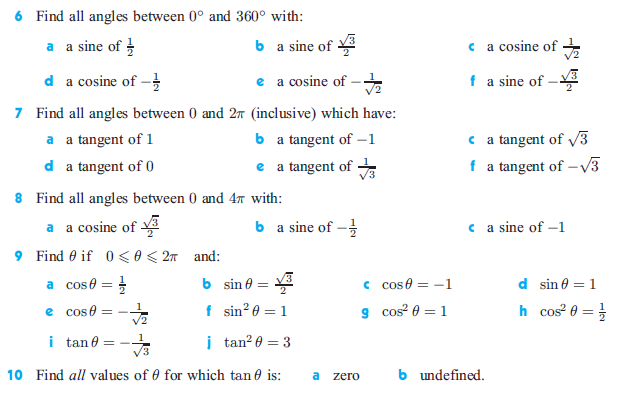 6 Find all angles between 0° and 360° with:
a a sine of 1/2 b a sine of √3/2 c a cosine of 1/√2
d a cosine of −1/2 e a cosine of −1/√2 f a sine of −√3/2
7 Find all angles between 0 and 2π (inclusive) which have:
a a tangent of 1 b a tangent of −1 c a tangent of √3
d a tangent of 0 e a tangent of 1/√3 f a tangent of −√3
8 Find all angles between 0 and 4π with:
a a cosine of √3/2 b a sine of −1/2 c a sine of −1
9 Find θ if 0 ⩽ θ ⩽ 2π and:
a cos θ = 1/2 b sin θ = √3/2 c cos θ = −1 d sin θ = 1
e cos θ = −1/√2 f sin² θ = 1 g cos² θ = 1 h cos² θ = 1/2
i tan θ = −1/√3 j tan² θ = 3
10 Find all values of θ for which tan θ is: a zero b undefined.